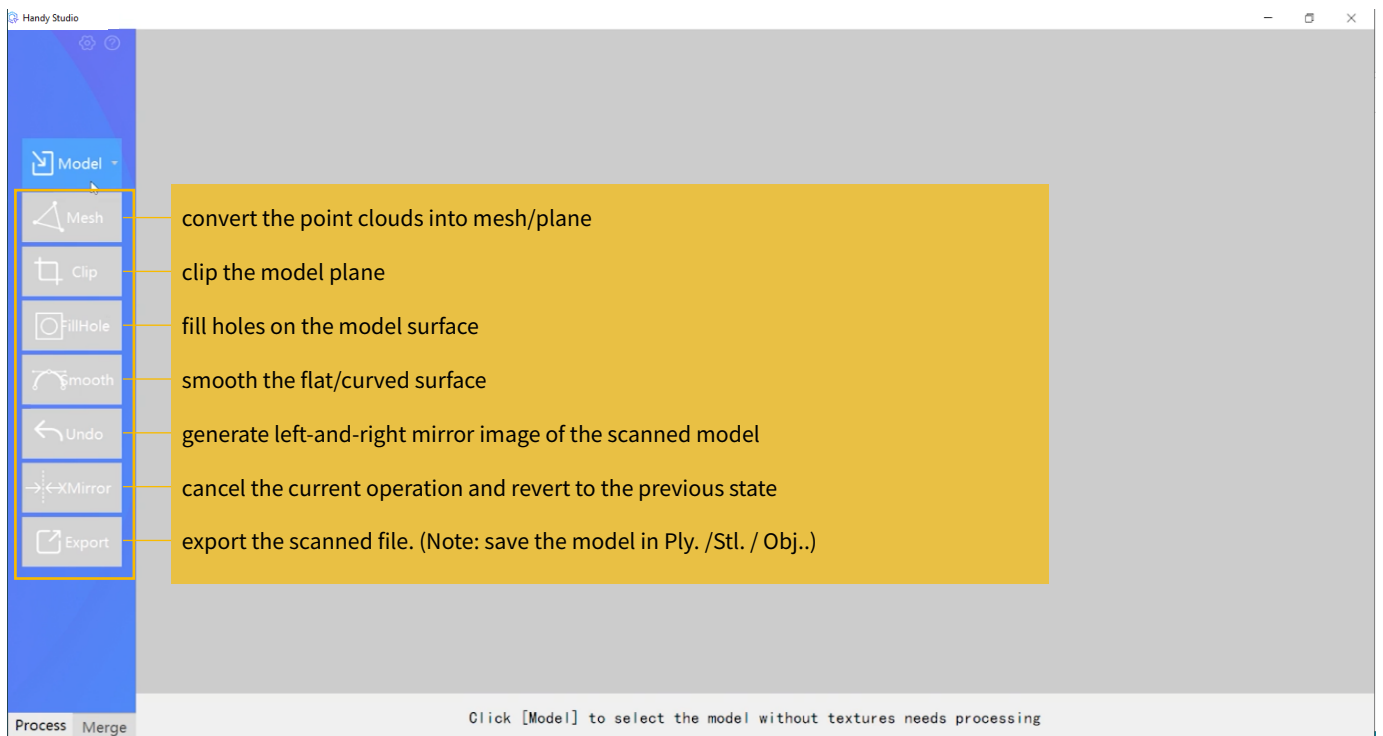 Handy Studio
Model
Mesh convert the point clouds into mesh/plane
Clip clip the model plane
FillHole fill holes on the model surface
Smooth smooth the flat/curved surface
Undo generate left-and-right mirror image of the scanned model
XMirror cancel the current operation and revert to the previous state
Export export the scanned file. (Note: save the model in Ply. /Stl. / Obj..)
Click [Model] to select the model without textures needs processing
Process Merge